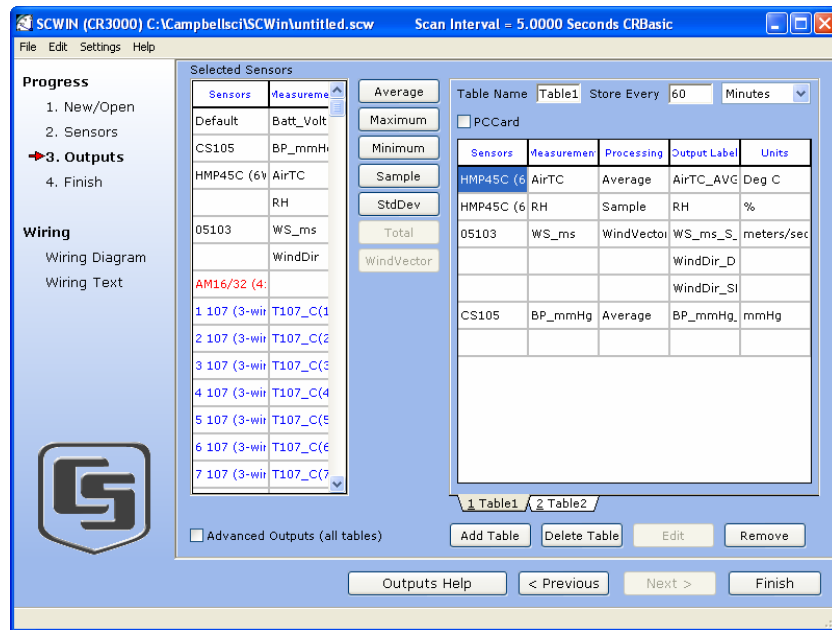 SCWIN (CR3000) C:\Campbellsci\SCWin\untitled.scw Scan Interval = 5.0000 Seconds CRBasic
File Edit Settings Help
Progress
1. New/Open
2. Sensors
3. Outputs
4. Finish
Wiring
Wiring Diagram
Wiring Text
Selected Sensors
Sensors Measureme
Default Batt_Volt
CS105 BP_mmH
HMP45C (6V AirTC
RH
05103 WS_ms
WindDir
AM16/32 (4:
1 107 (3-wir T107_C(1
2 107 (3-wir T107_C(2
3 107 (3-wir T107_C(3
4 107 (3-wir T107_C(4
5 107 (3-wir T107_C(5
6 107 (3-wir T107_C(6
7 107 (3-wir T107_C(7
Advanced Outputs (all tables)
Average
Maximum
Minimum
Sample
StdDev
Total
WindVector
Table Name Table1 Store Every 60 Minutes
PCCard
Sensors Measuremen Processing Output Label Units
HMP45C (6 AirTC Average AirTC_AVG Deg C
HMP45C (6 RH Sample RH %
05103 WS_ms WindVector WS_ms_S_ meters/sec
WindDir_D
WindDir_SI
CS105 BP_mmHg Average BP_mmHg_ mmHg
1 Table1 2 Table2
Add Table Delete Table Edit Remove
Outputs Help < Previous Next > Finish
CS